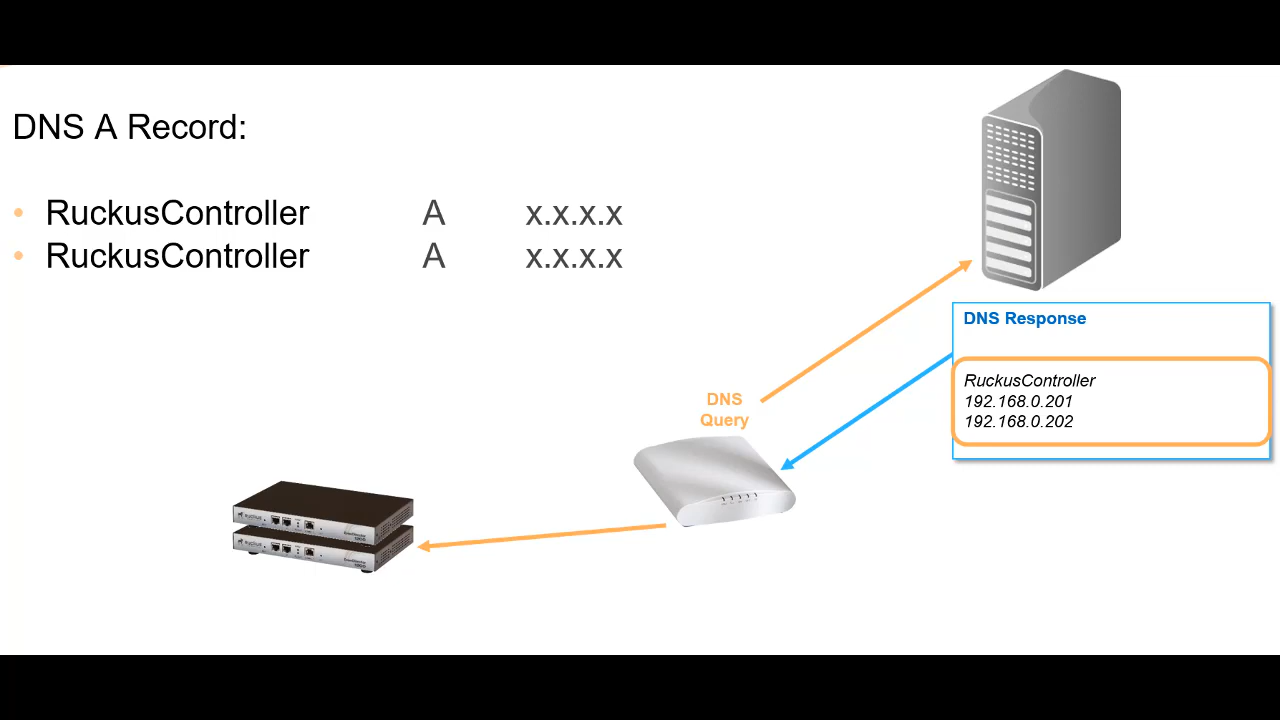 DNS A Record:
• RuckusController A x.x.x.x
• RuckusController A x.x.x.x
DNS Response
RuckusController
192.168.0.201
192.168.0.202
DNS
Query